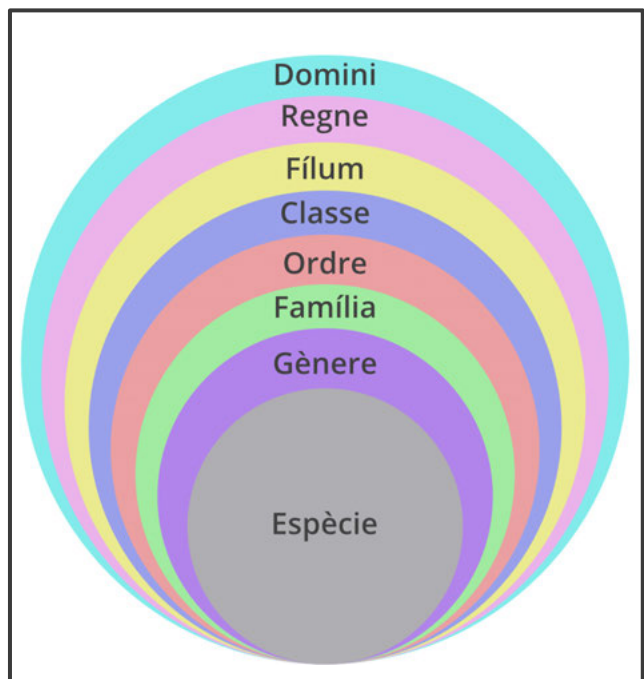 Domini
Regne
Fílum
Classe
Ordre
Família
Gènere
Espècie